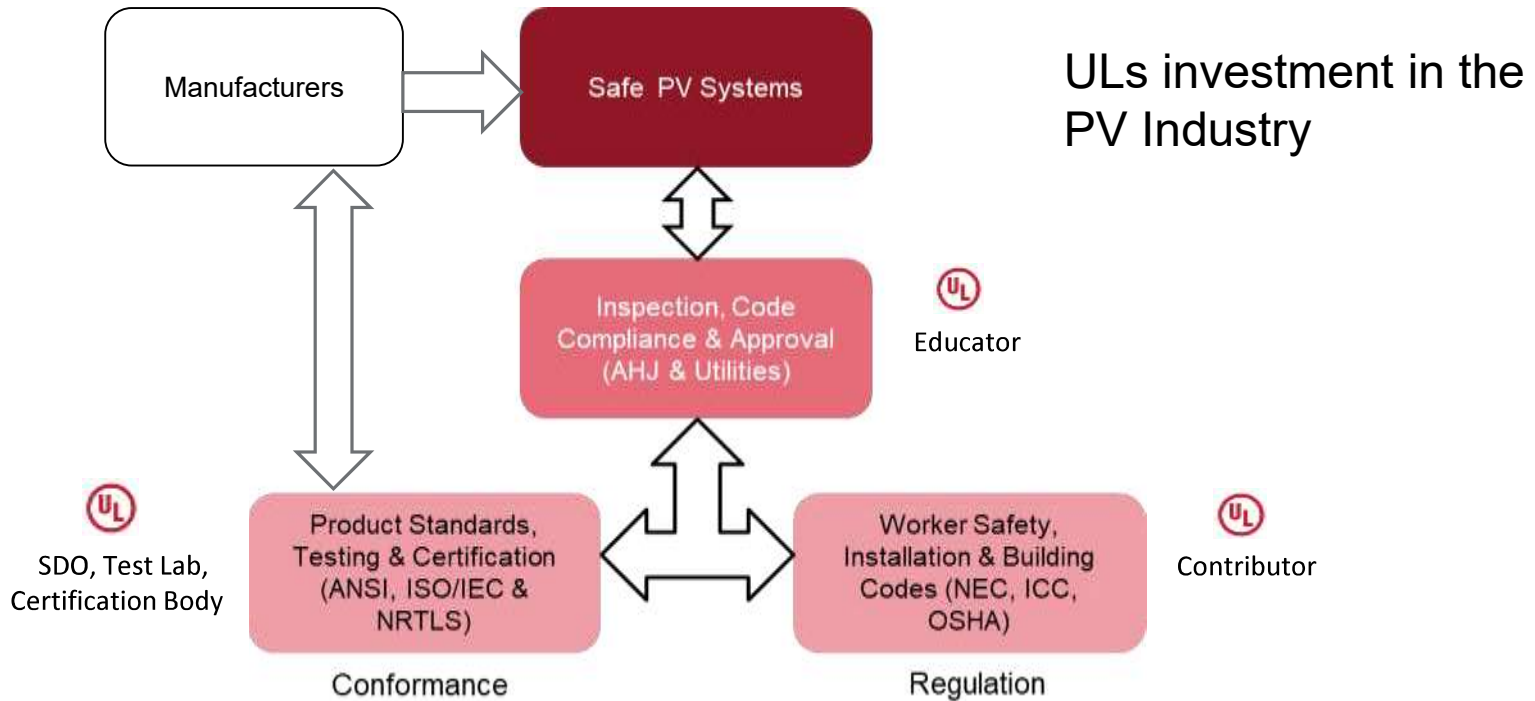 Manufacturers
Safe PV Systems
ULs investment in the
PV Industry
Inspection, Code
Compliance & Approval
(AHJ & Utilities)
UL
Educator
UL
SDO, Test Lab,
Certification Body
Product Standards,
Testing & Certification
(ANSI, ISO/IEC &
NRTLS)
Conformance
Worker Safety,
Installation & Building
Codes (NEC, ICC,
OSHA)
Regulation
UL
Contributor